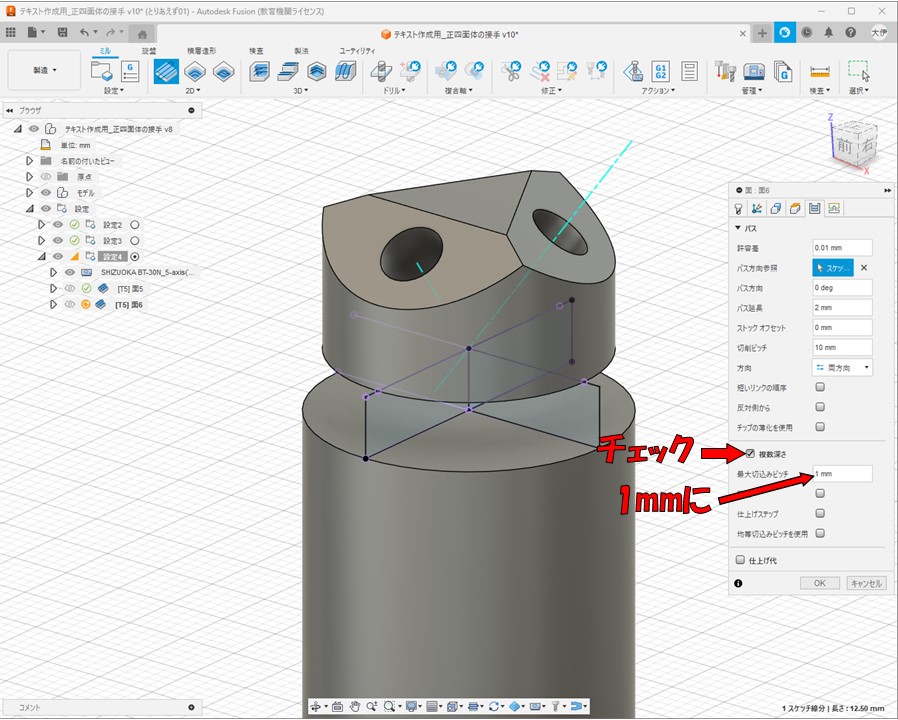 テキスト作成用_正四面体の接手 v10* (とりあえず01) - Autodesk Fusion (教育機関ライセンス)
テキスト作成用_正四面体の接手 v10*
大伊
製造
ミル
旋盤
積層造形
検査
製法
ユーティリティ
設定
2D
3D
ドリル
複合軸
修正
アクション
管理
検査
選択
G1
G2
ブラウザ
テキスト作成用_正四面体の接手 v8
単位: mm
名前の付いたビュー
原点
モデル
設定
設定2
設定3
設定4
SHIZUOKA BT-30N_5-axis(...
[T5] 面5
[T5] 面6
Z
前
右
X
面 : 面6
パス
許容差
0.01 mm
パス方向参照
スケッ...
パス方向
0 deg
パス延長
2 mm
ストック オフセット
0 mm
切削ピッチ
10 mm
方向
両方向
短いリンクの順序
反対側から
チップの薄化を使用
チェック
複数深さ
最大切込みピッチ
1 mm
1mmに
仕上げステップ
均等切込みピッチを使用
仕上げ代
OK
キャンセル
コメント
1 スケッチ線分 | 長さ : 12.50 mm